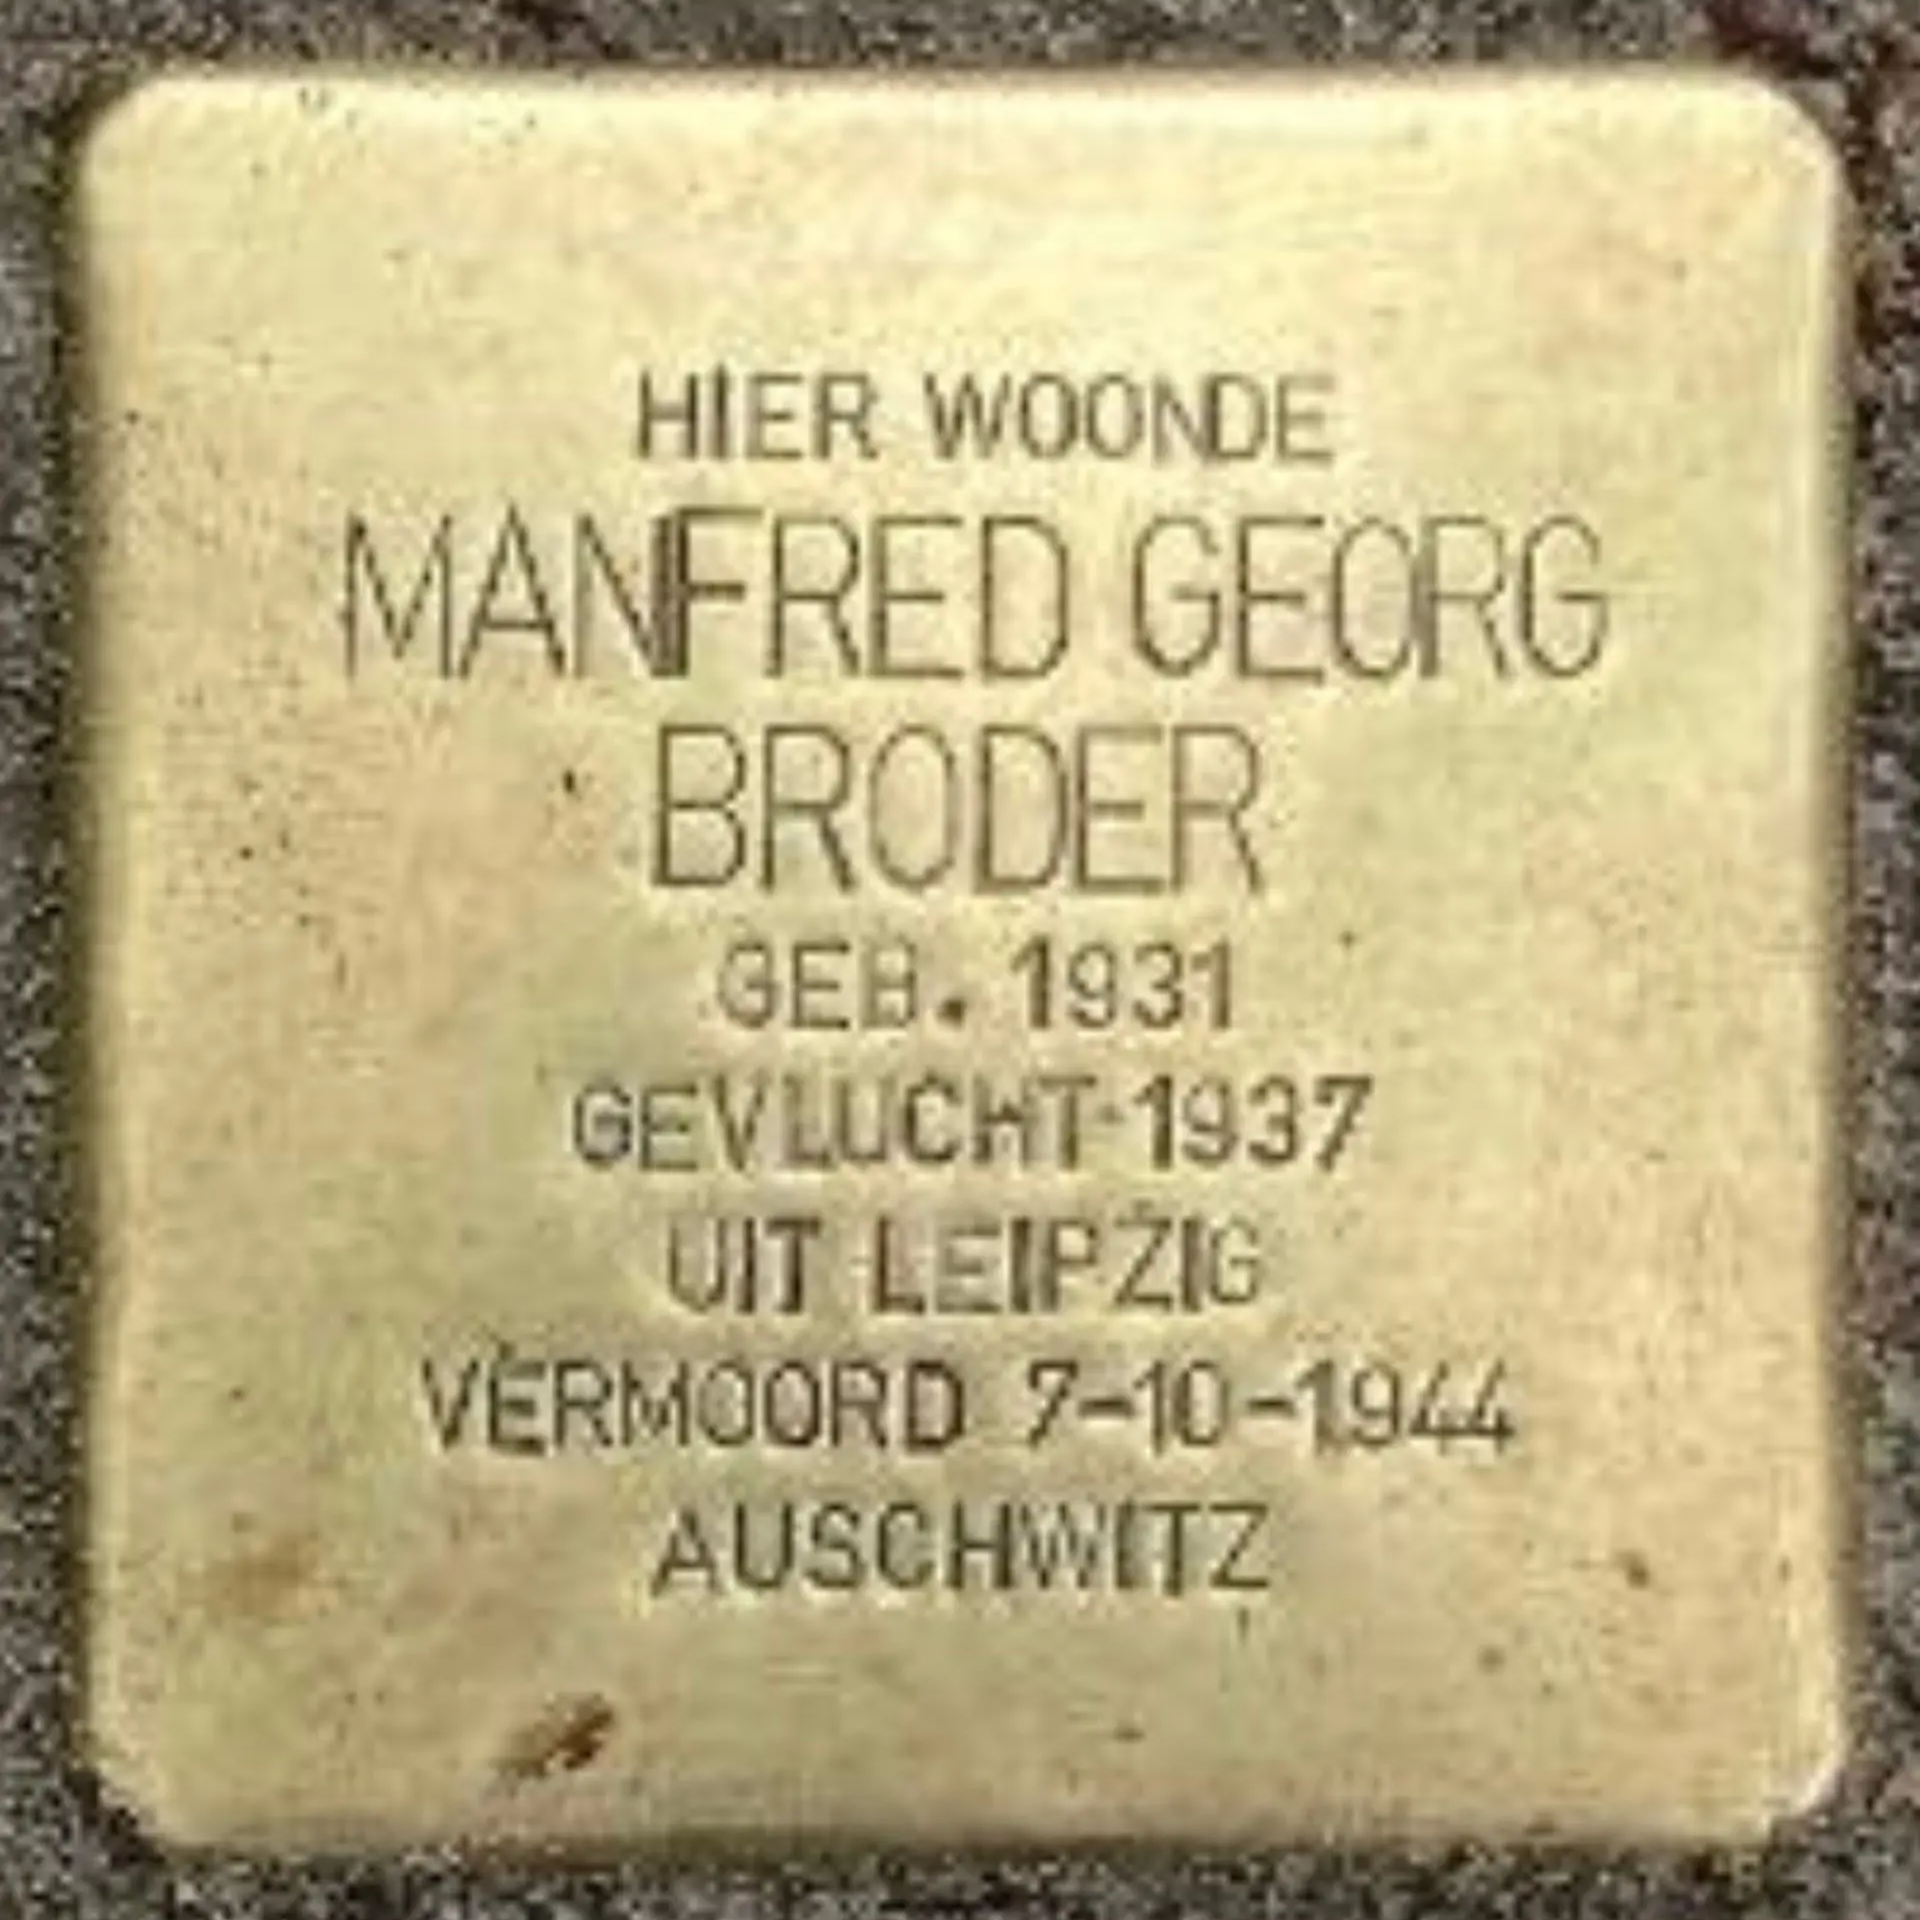 HIER WOONDE
MANFRED GEORG
BRODER
GEB. 1931
GEVLUCHT 1937
UIT LEIPZIG
VERMOORD 7-10-1944
AUSCHWITZ